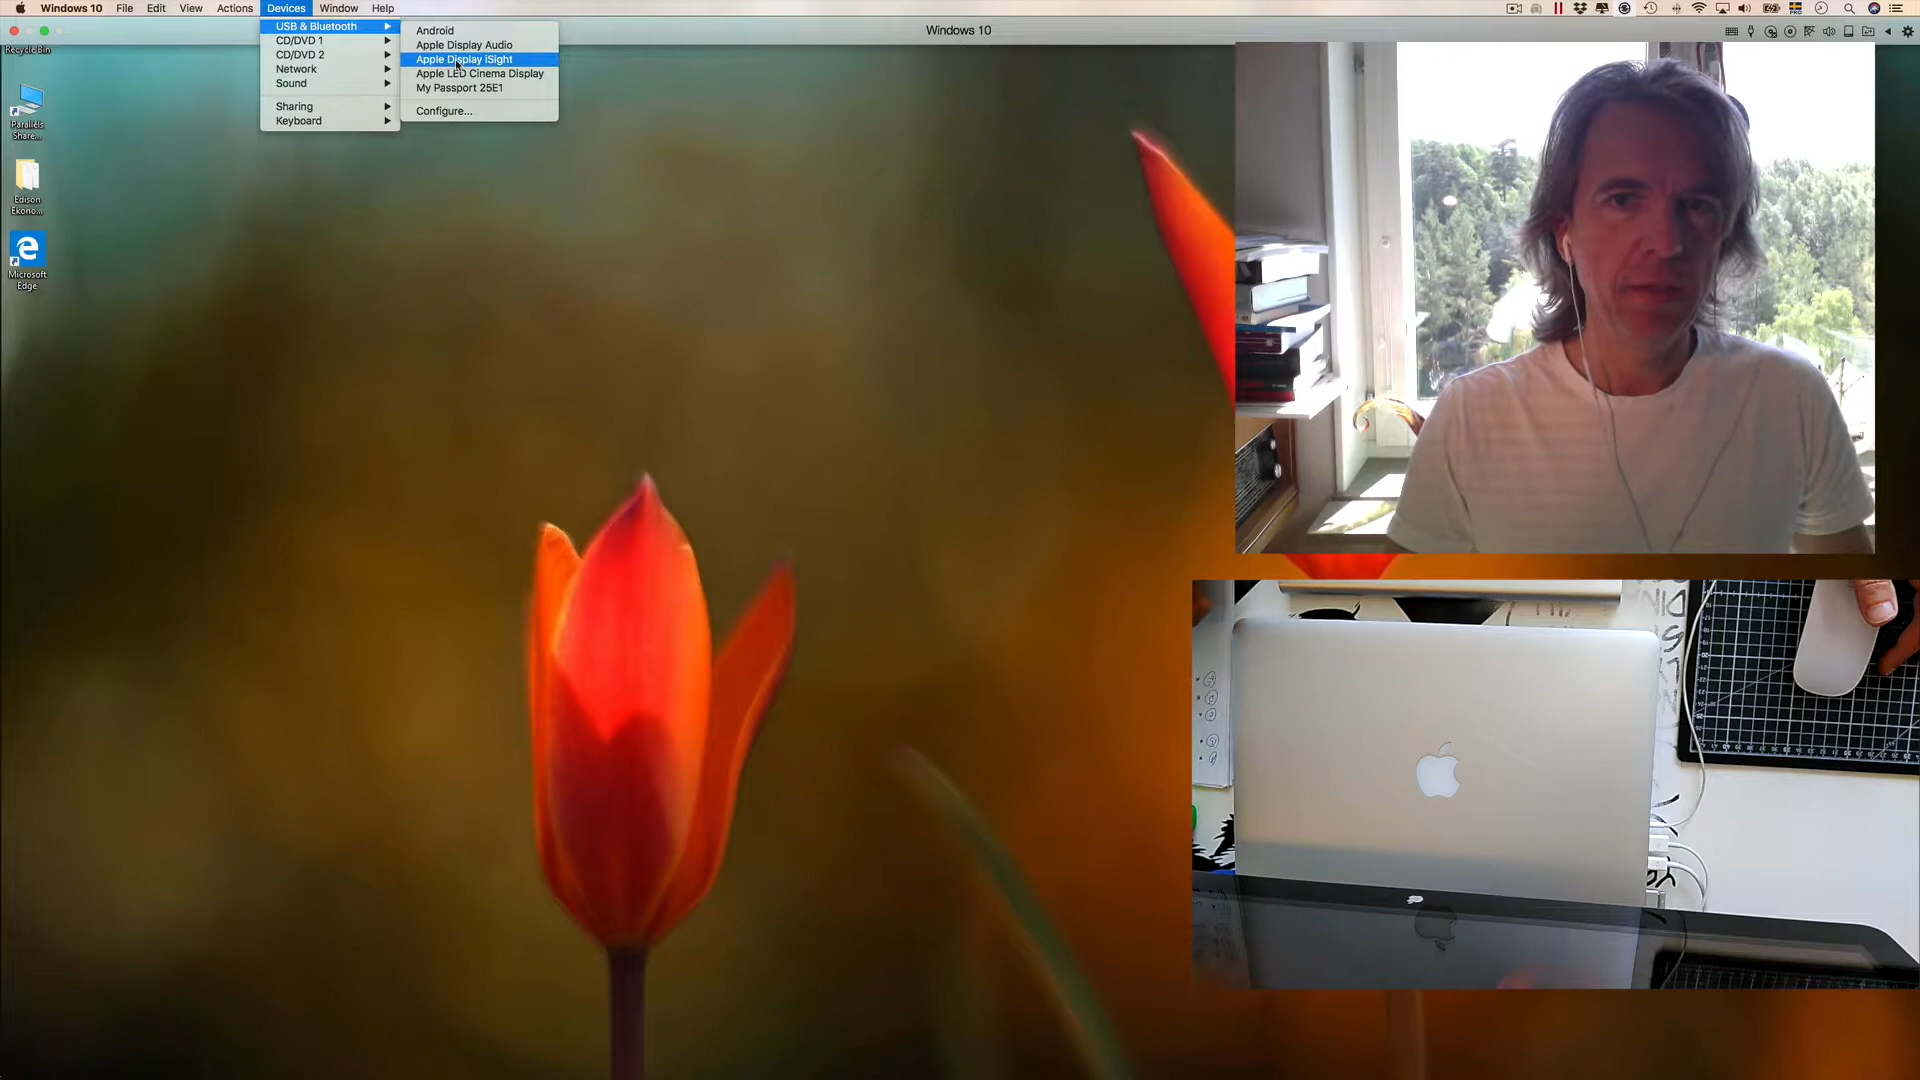 Windows 10 File Edit View Actions Devices Window Help
Windows 10
USB & Bluetooth
CD/DVD 1
CD/DVD 2
Network
Sound
Sharing
Keyboard
Android
Apple Display Audio
Apple Display iSight
Apple LED Cinema Display
My Passport 25E1
Configure...
Recycle Bin
Parallels
Share...
Edison
Ekono...
Microsoft
Edge